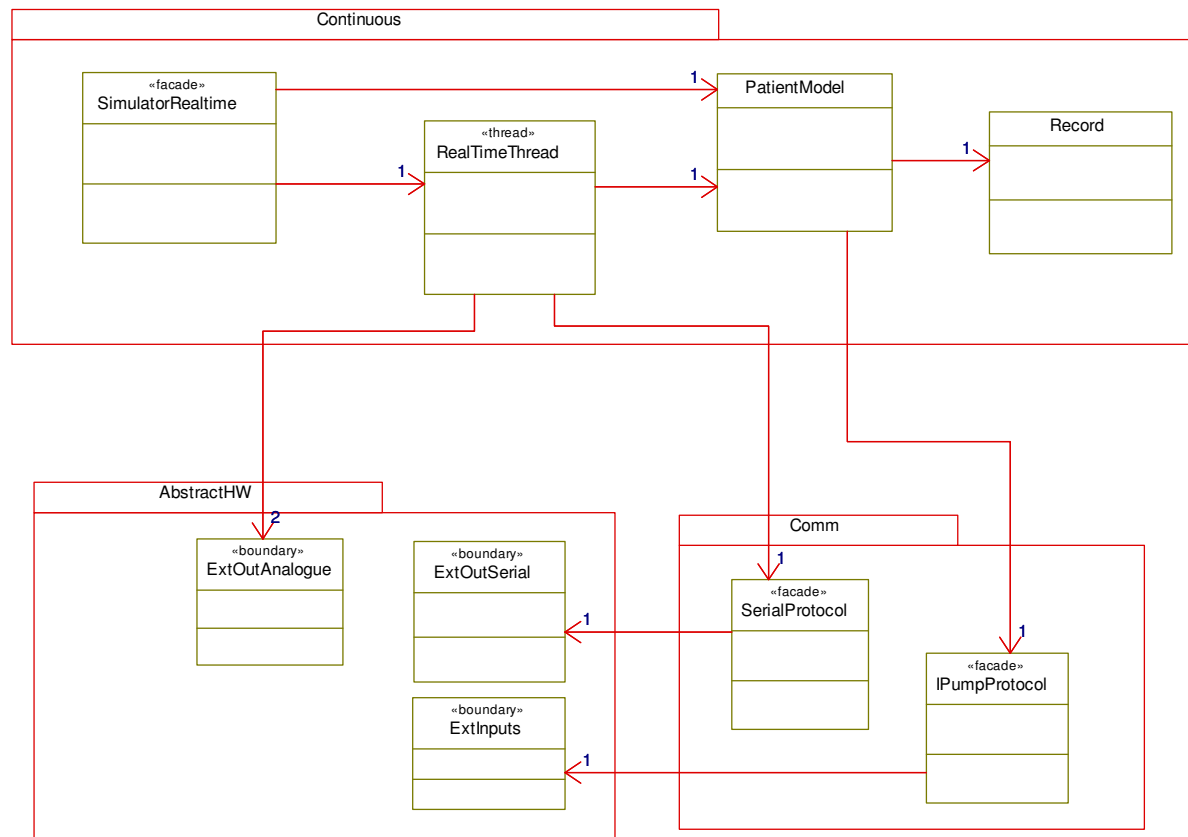 Continuous
«facade»
SimulatorRealtime
1
PatientModel
«thread»
RealTimeThread
1
1
Record
1
AbstractHW
2
«boundary»
ExtOutAnalogue
«boundary»
ExtOutSerial
1
«boundary»
ExtInputs
1
Comm
1
«facade»
SerialProtocol
1
«facade»
IPumpProtocol